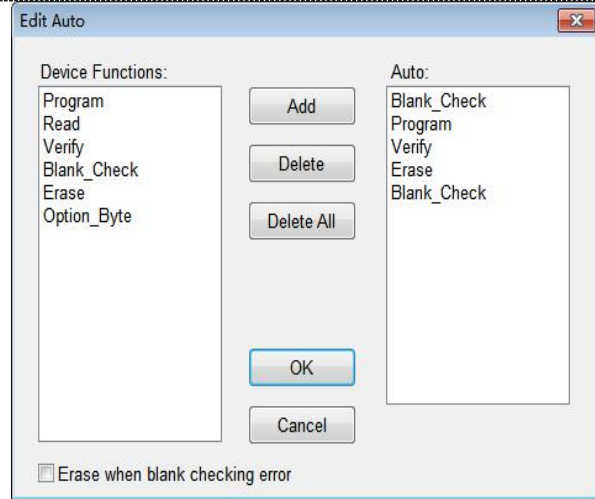 Edit Auto
Device Functions:
Program
Read
Verify
Blank_Check
Erase
Option_Byte
Add
Delete
Delete All
OK
Cancel
Auto:
Blank_Check
Program
Verify
Erase
Blank_Check
Erase when blank checking error